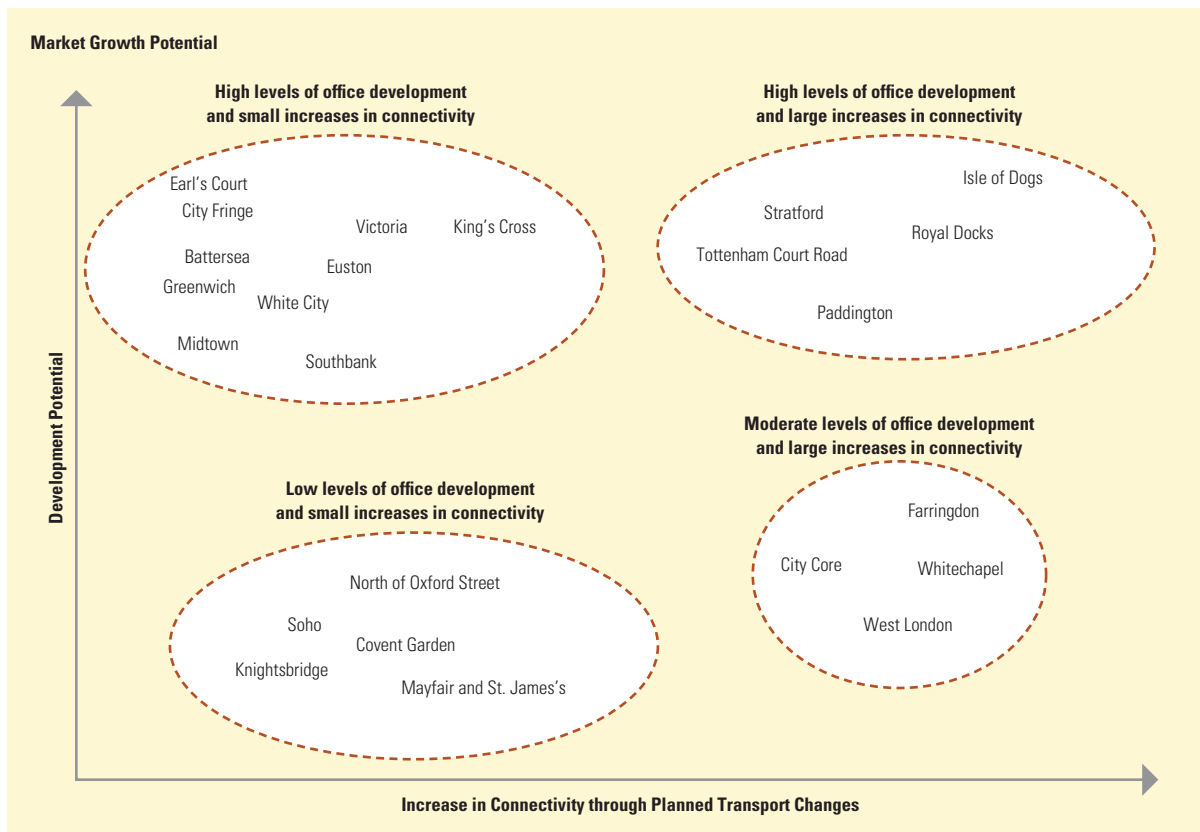 Market Growth Potential
High levels of office development
and small increases in connectivity
Earl's Court
City Fringe
Victoria
King's Cross
Battersea
Euston
Greenwich
White City
Midtown
Southbank
High levels of office development
and large increases in connectivity
Isle of Dogs
Stratford
Royal Docks
Tottenham Court Road
Paddington
Development Potential
Low levels of office development
and small increases in connectivity
North of Oxford Street
Soho
Covent Garden
Knightsbridge
Mayfair and St. James's
Moderate levels of office development
and large increases in connectivity
Farringdon
City Core
Whitechapel
West London
Increase in Connectivity through Planned Transport Changes